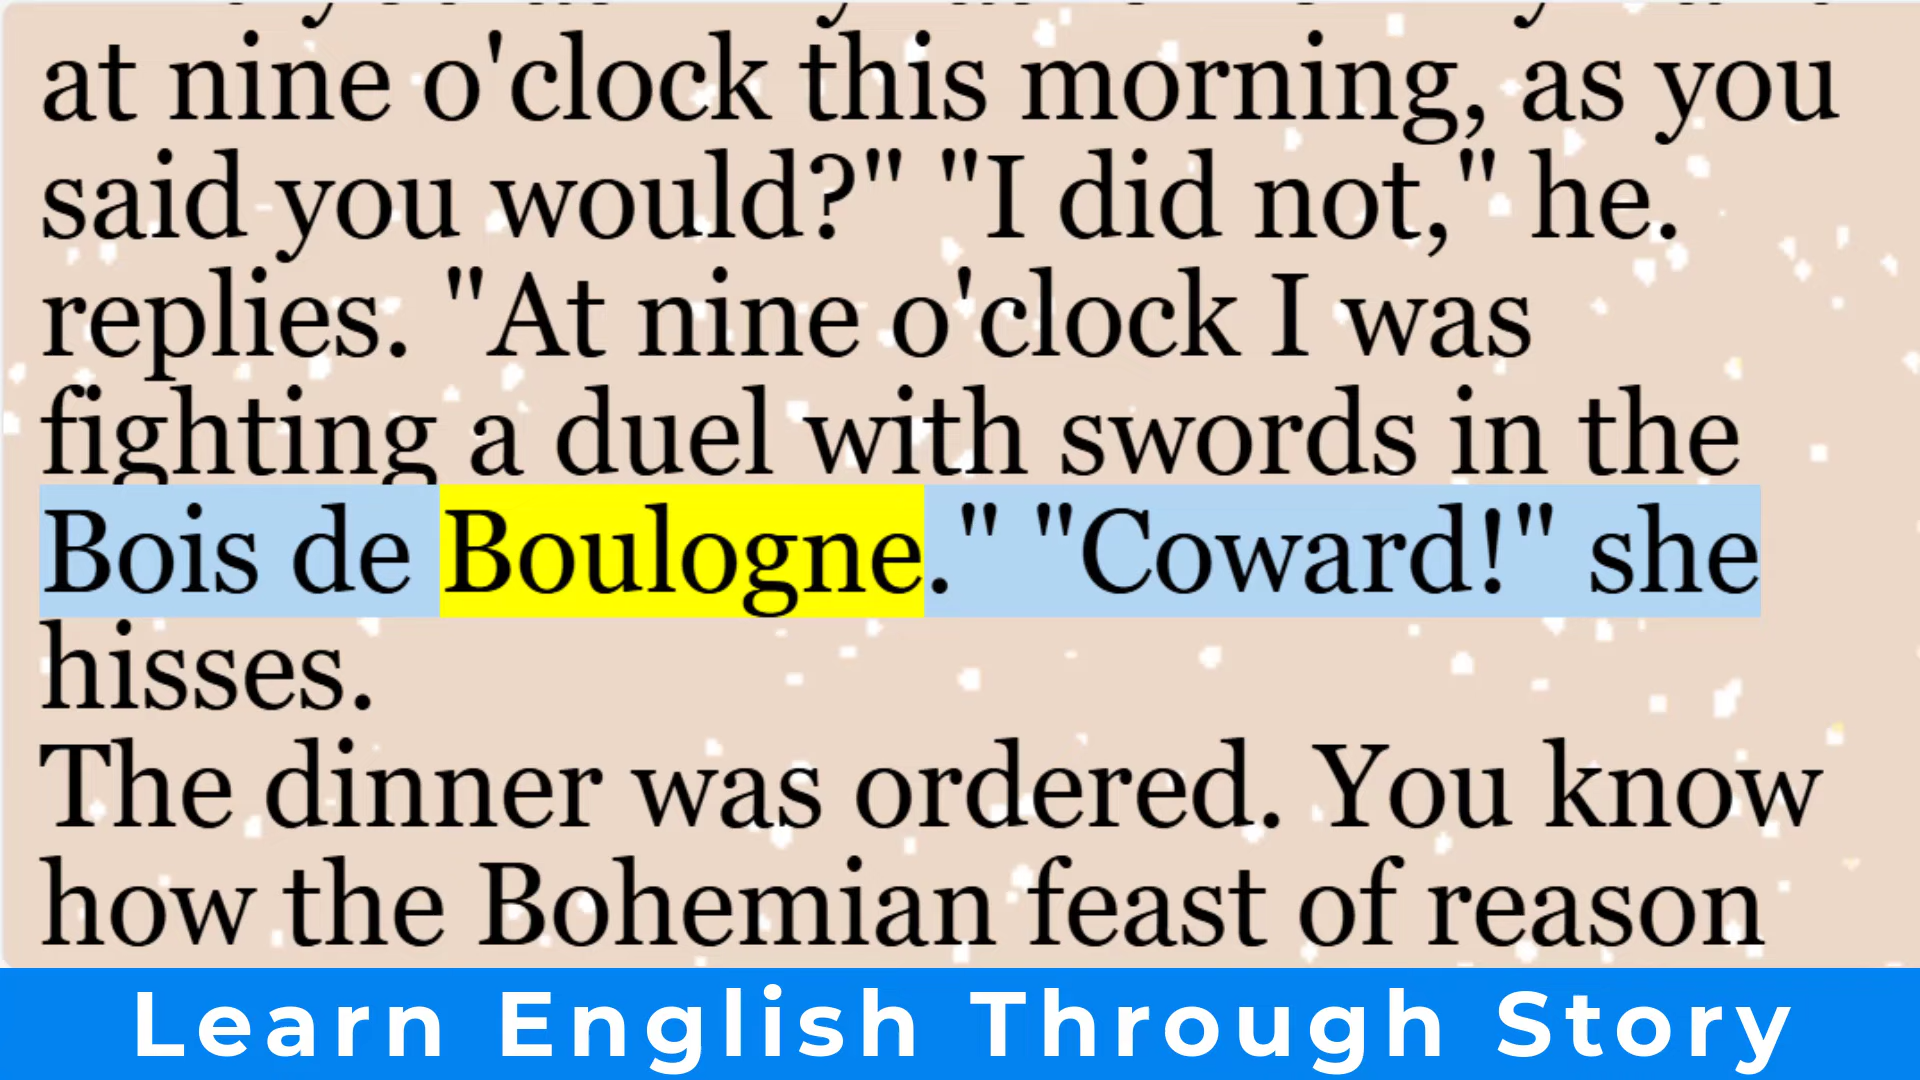 at nine o'clock this morning, as you
said you would?" "I did not," he.
replies. "At nine o'clock I was
fighting a duel with swords in the
Bois de Boulogne." "Coward!" she
hisses.
The dinner was ordered. You know
how the Bohemian feast of reason
Learn English Through Story